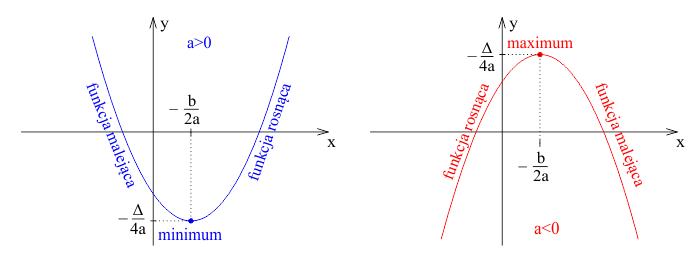 y
a>0
funkcja malejąca
− b/2a
funkcja rosnąca
x
− Δ/4a
minimum
y
maximum
− Δ/4a
funkcja rosnąca
funkcja malejąca
x
− b/2a
a<0